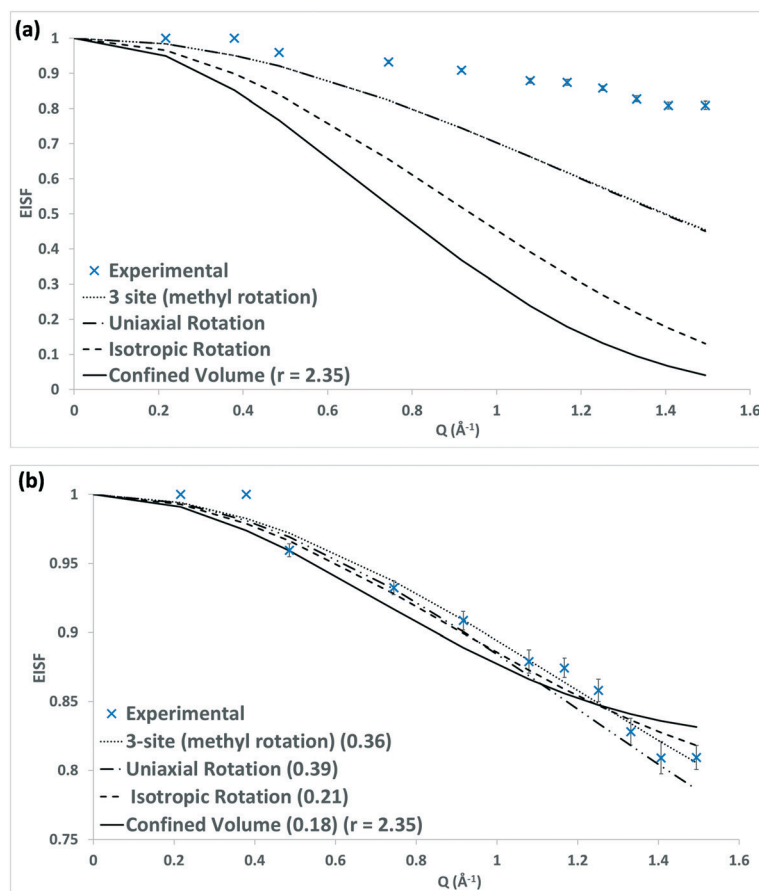 (a)
1
0.9
0.8
0.7
0.6
0.5
0.4
0.3
0.2
0.1
0
EISF
Experimental
3 site (methyl rotation)
Uniaxial Rotation
Isotropic Rotation
Confined Volume (r = 2.35)
0 0.2 0.4 0.6 0.8 1 1.2 1.4 1.6
Q (Å-1)
(b)
1
0.95
0.9
0.85
0.8
0.75
EISF
Experimental
3-site (methyl rotation) (0.36)
Uniaxial Rotation (0.39)
Isotropic Rotation (0.21)
Confined Volume (0.18) (r = 2.35)
0 0.2 0.4 0.6 0.8 1 1.2 1.4 1.6
Q (Å-1)